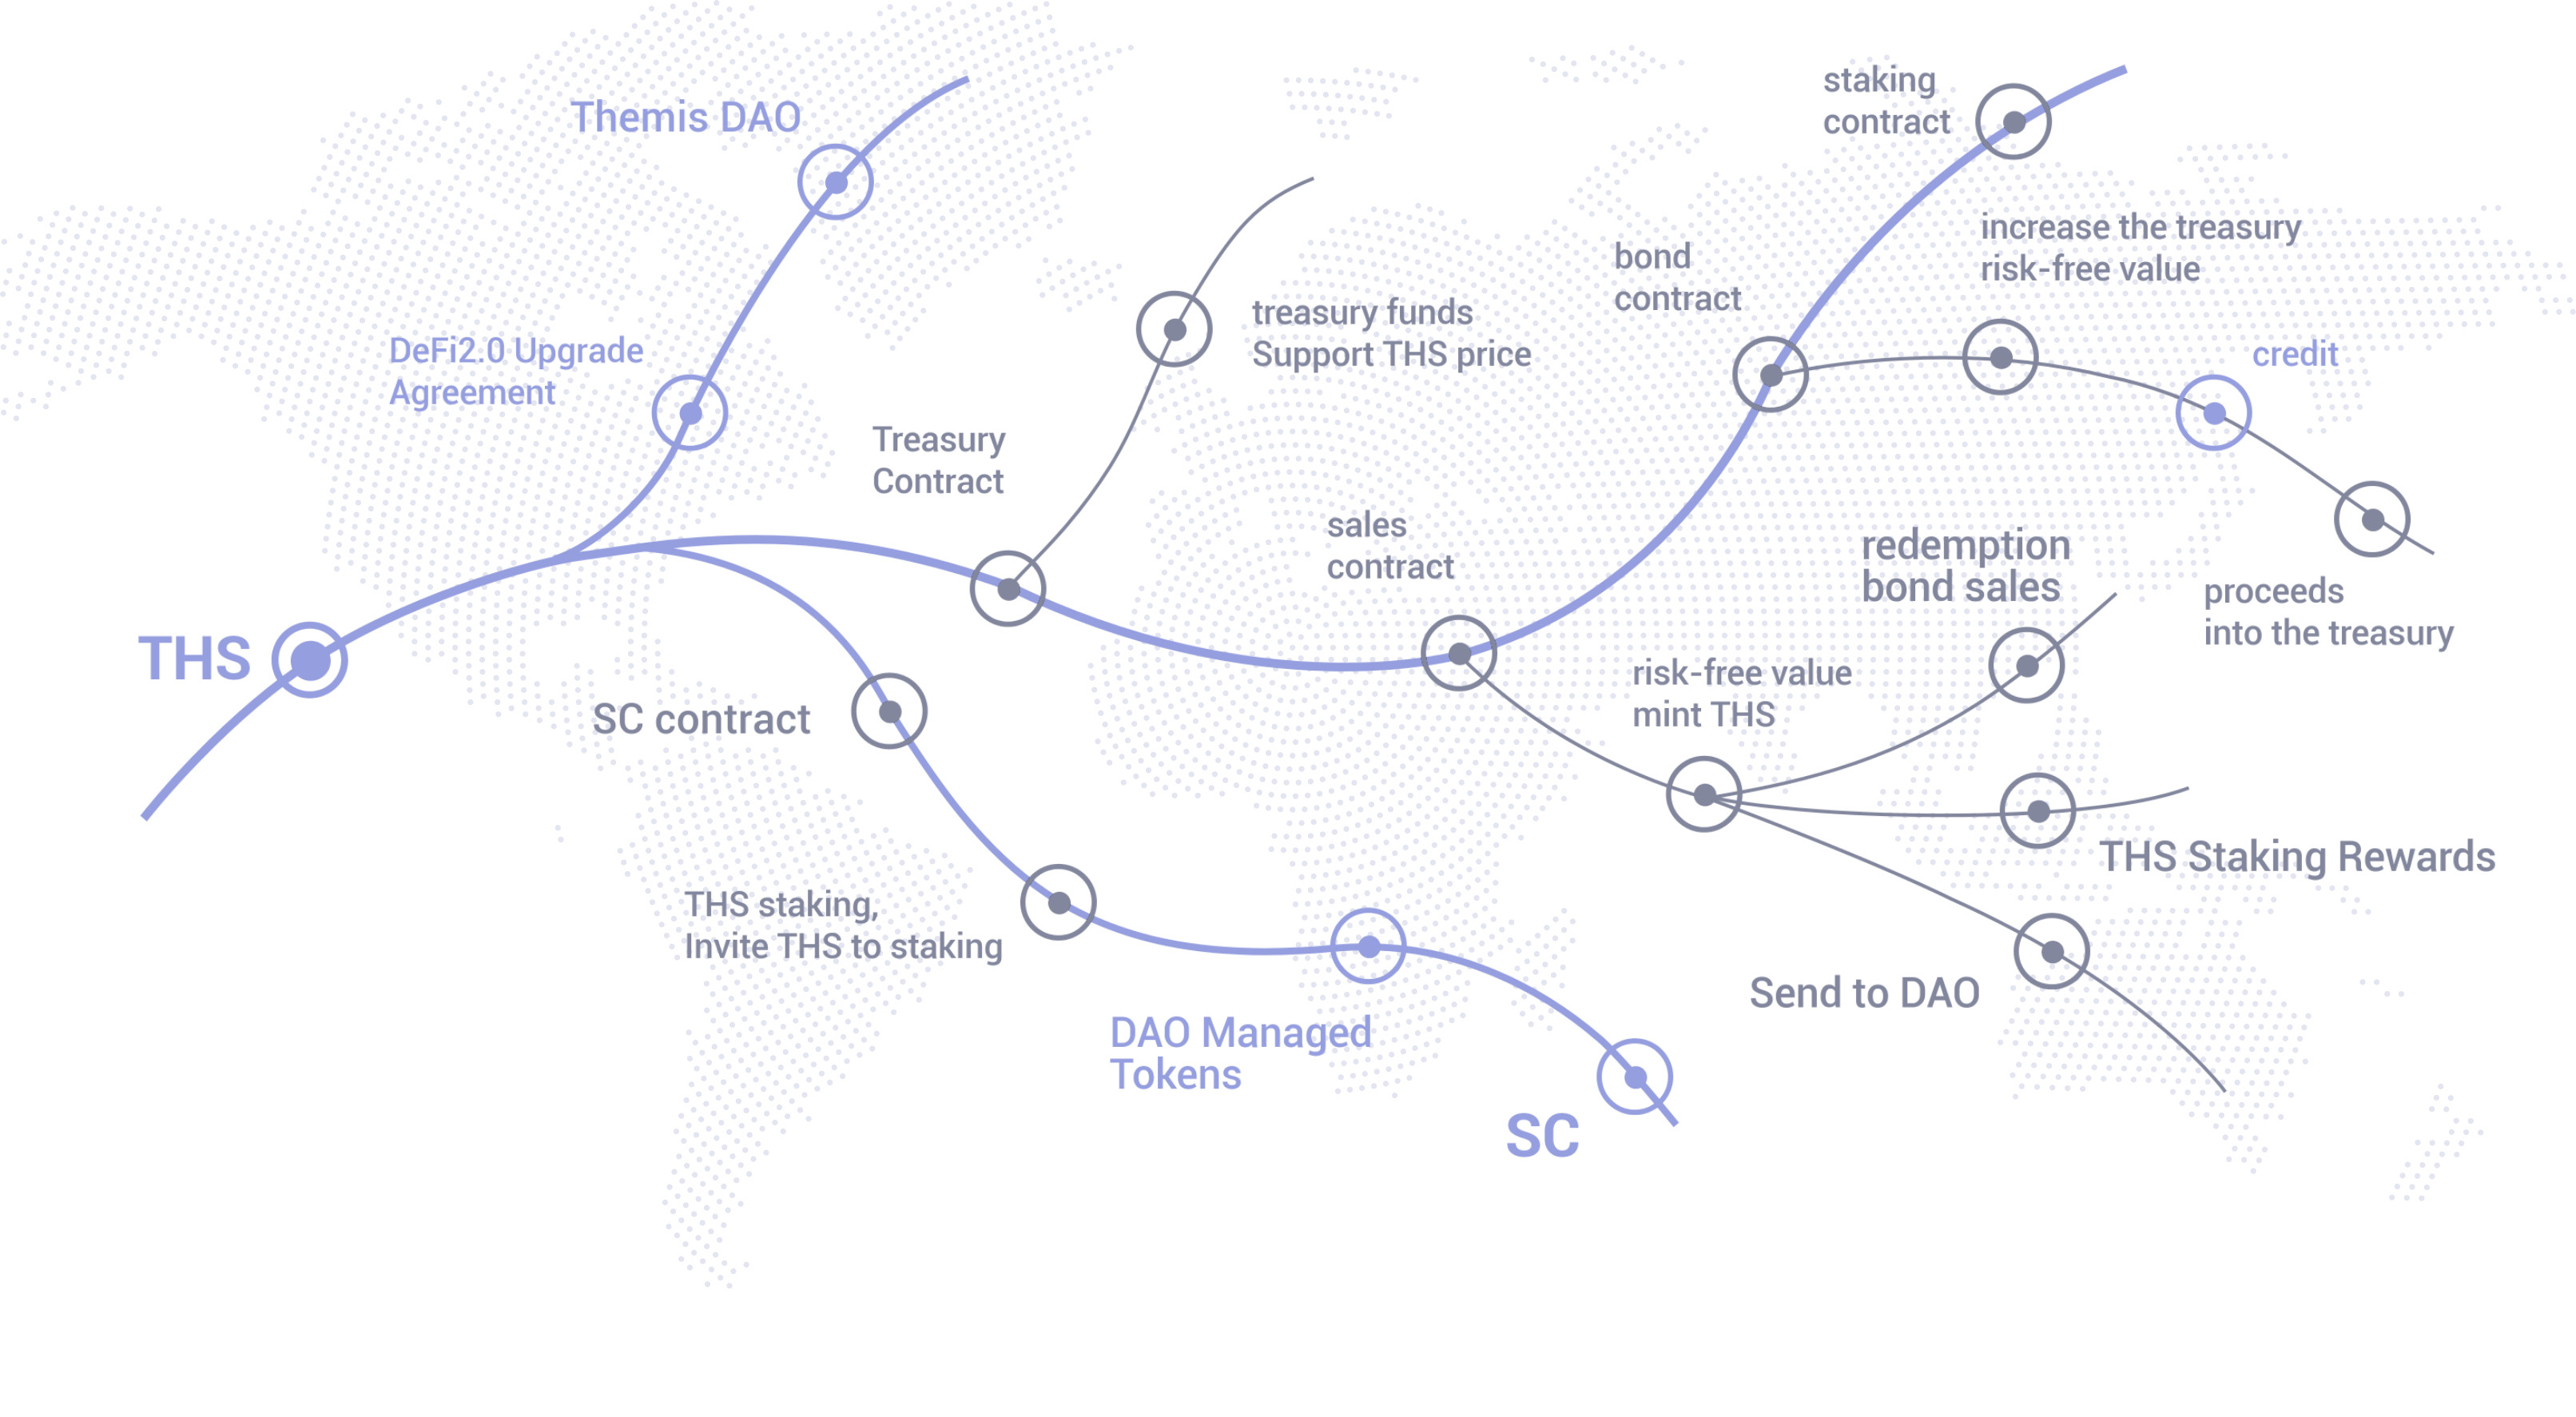 staking
contract
Themis DAO
increase the treasury
risk-free value
bond
contract
treasury funds
Support THS price
DeFi2.0 Upgrade
Agreement
credit
Treasury
Contract
sales
contract
redemption
bond sales
proceeds
into the treasury
THS
risk-free value
mint THS
SC contract
THS Staking Rewards
THS staking,
Invite THS to staking
Send to DAO
DAO Managed
Tokens
SC